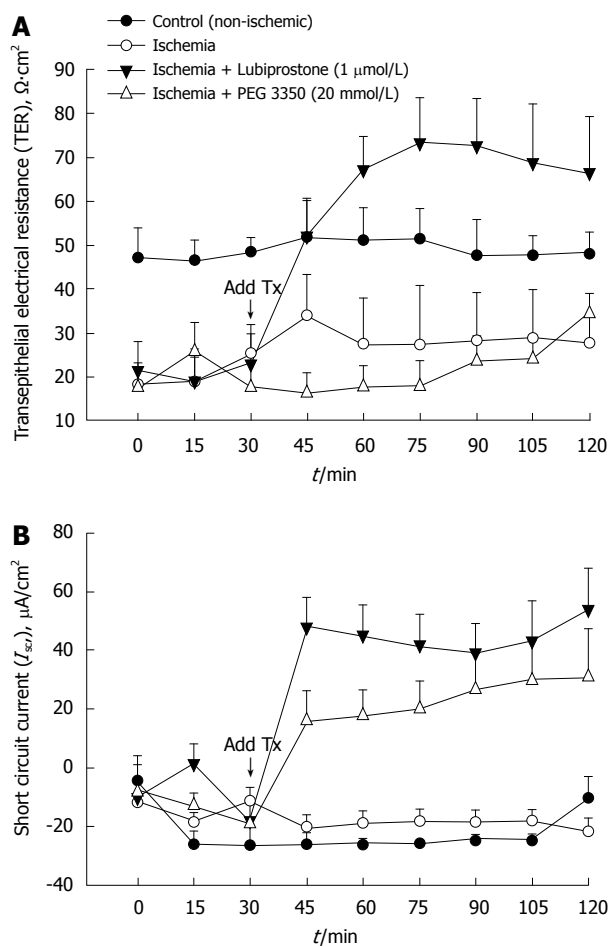 A
Control (non-ischemic)
Ischemia
Ischemia + Lubiprostone (1 μmol/L)
Ischemia + PEG 3350 (20 mmol/L)
Transepithelial electrical resistance (TER), Ω·cm²
90
80
70
60
50
40
30
20
10
Add Tx
0 15 30 45 60 75 90 105 120
t/min
B
Short circuit current (Isc,), μA/cm²
80
60
40
20
0
-20
-40
Add Tx
0 15 30 45 60 75 90 105 120
t/min